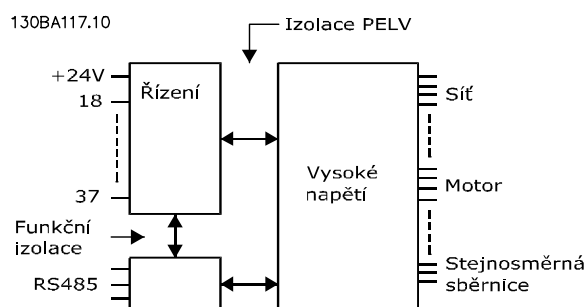 130BA117.10
Izolace PELV
+24V
18
Řízení
37
Vysoké
napětí
Síť
Motor
Stejnosměrná
sběrnice
Funkční
izolace
RS485